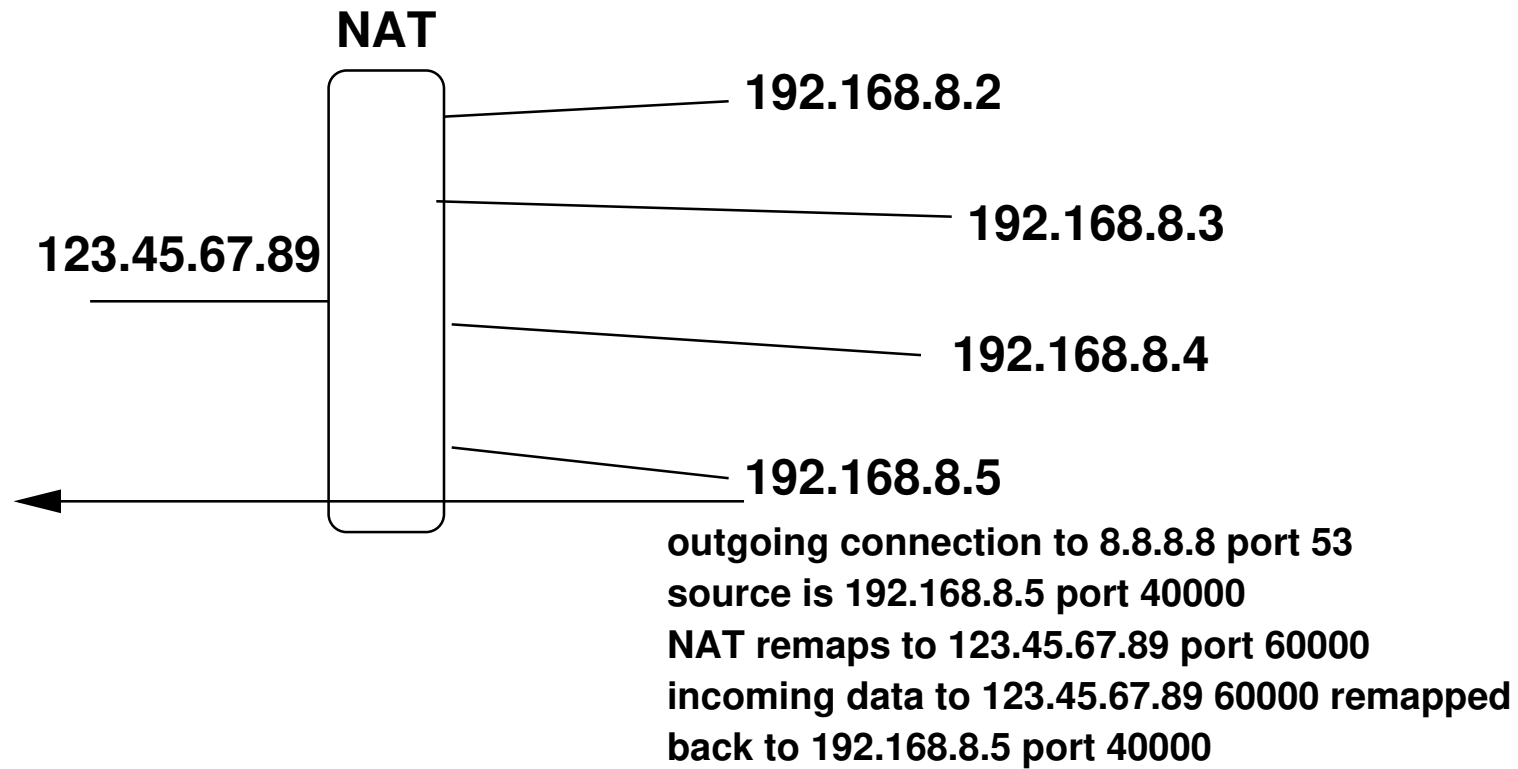 NAT
192.168.8.2
192.168.8.3
123.45.67.89
192.168.8.4
192.168.8.5
outgoing connection to 8.8.8.8 port 53
source is 192.168.8.5 port 40000
NAT remaps to 123.45.67.89 port 60000
incoming data to 123.45.67.89 60000 remapped
back to 192.168.8.5 port 40000